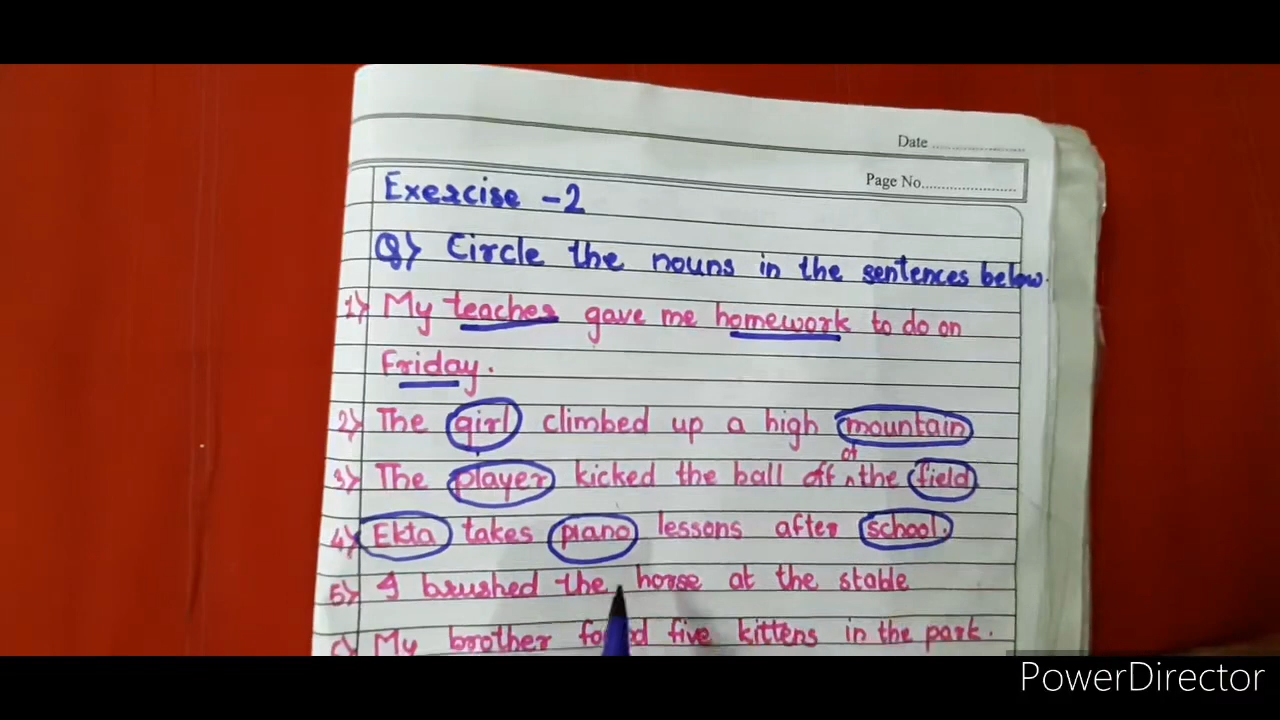 Date
Page No.
Exercise -2
Q) Circle the nouns in the sentences below.
1) My teacher gave me homework to do on
Friday.
2) The girl climbed up a high mountain
of
3) The player kicked the ball off the field
4) Ekta takes piano lessons after school.
5) I brushed the horse at the stable
My brother found five kittens in the park.
PowerDirector